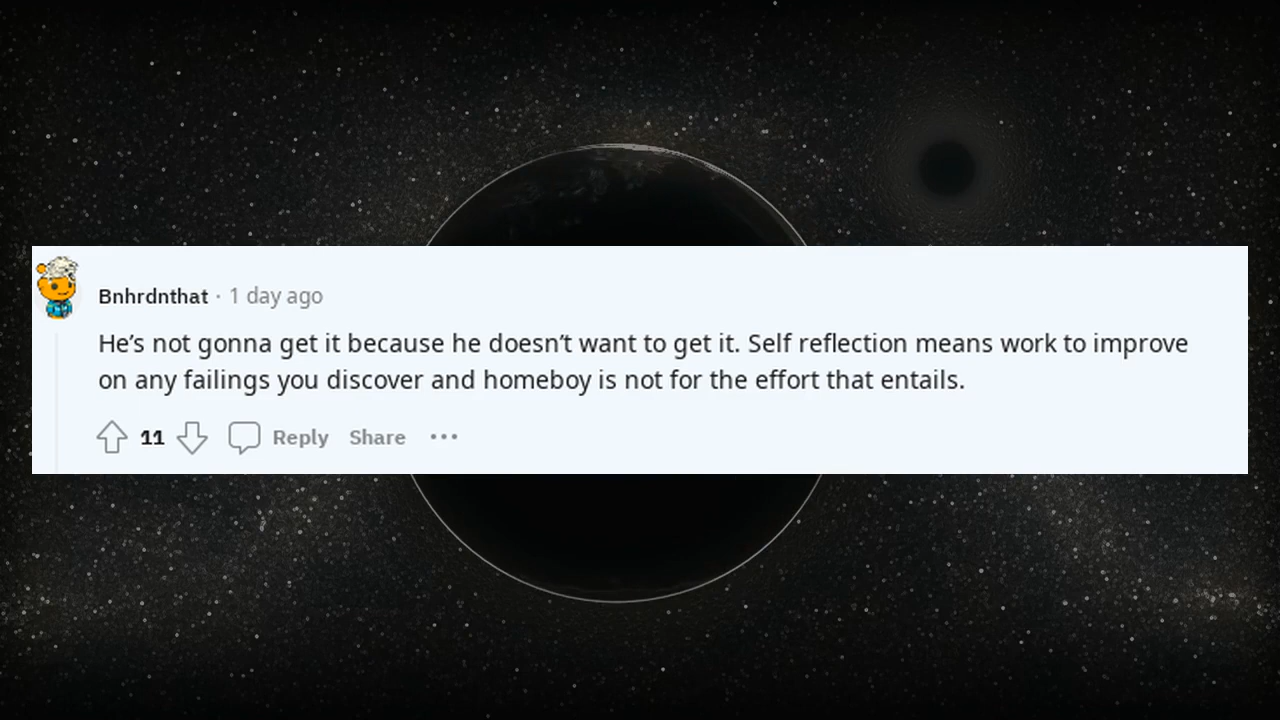 Bnhrdnthat · 1 day ago
He’s not gonna get it because he doesn’t want to get it. Self reflection means work to improve
on any failings you discover and homeboy is not for the effort that entails.
11 Reply Share •••